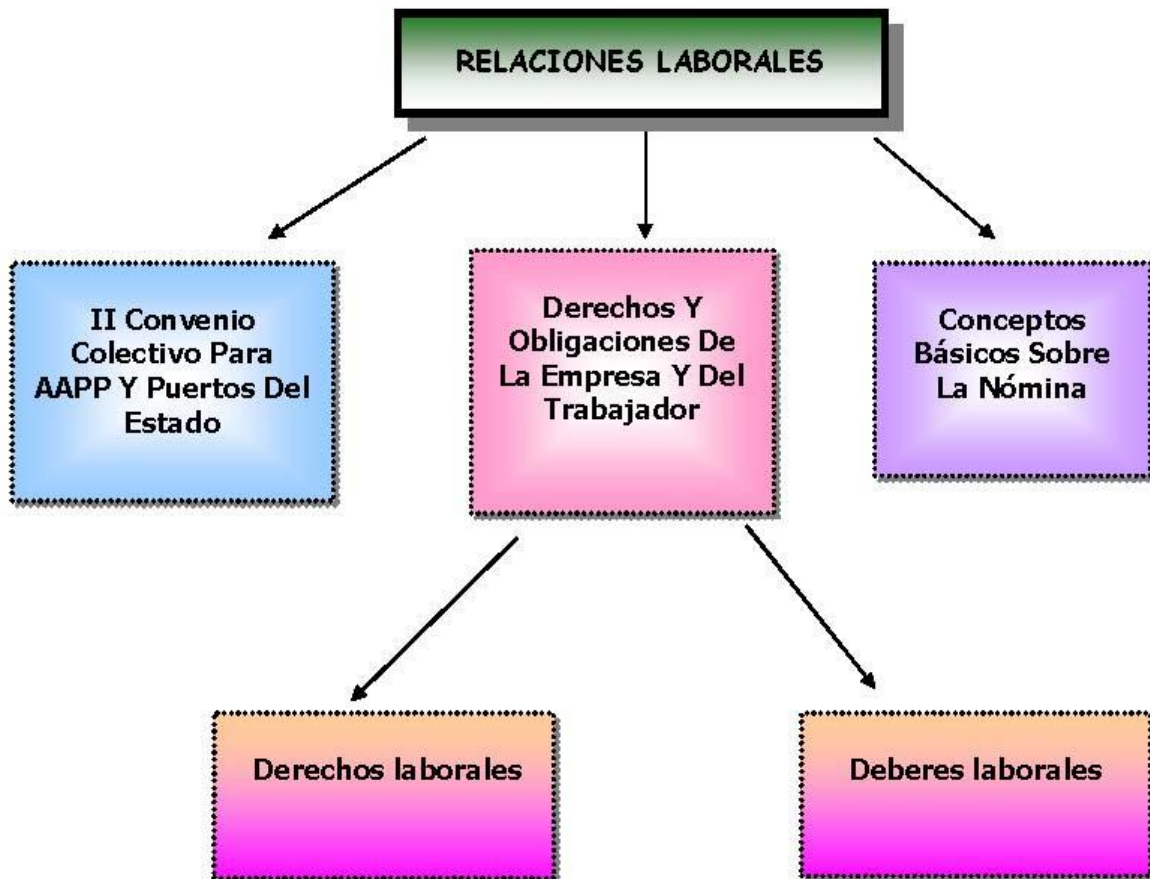 RELACIONES LABORALES
II Convenio
Colectivo Para
AAPP Y Puertos Del
Estado
Derechos Y
Obligaciones De
La Empresa Y Del
Trabajador
Conceptos
Básicos Sobre
La Nómina
Derechos laborales
Deberes laborales